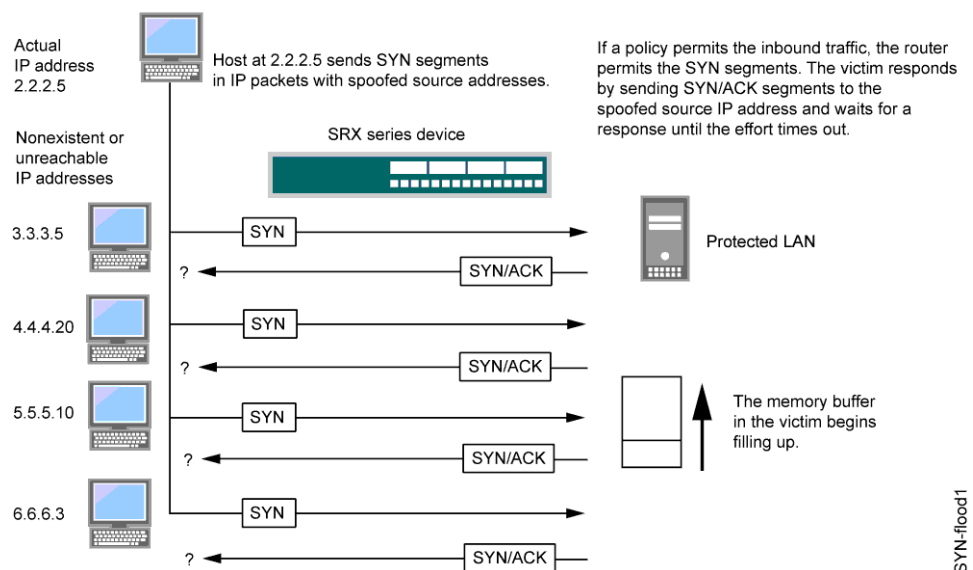 Actual
IP address
2.2.2.5
Host at 2.2.2.5 sends SYN segments
in IP packets with spoofed source addresses.
If a policy permits the inbound traffic, the router
permits the SYN segments. The victim responds
by sending SYN/ACK segments to the
spoofed source IP address and waits for a
response until the effort times out.
Nonexistent or
unreachable
IP addresses
SRX series device
3.3.3.5
SYN
Protected LAN
? SYN/ACK
4.4.4.20
SYN
? SYN/ACK
5.5.5.10
SYN
The memory buffer
in the victim begins
filling up.
? SYN/ACK
6.6.6.3
SYN
? SYN/ACK
SYN-flood1